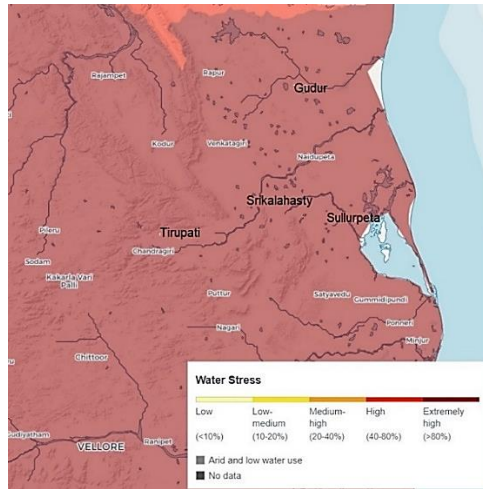 Rapur
Rajampet
Gudur
Kodur
Venkatagiri
Naidupeta
Srikalahasty
Sullurpeta
Pileru
Tirupati
Chandragiri
Sodam
Kakarla Vari
Palli
Puttur
Satyavedu
Gummidipundi
Nagari
Ponneri
Minjur
Chittoor
Gudiyatham
VELLORE
Ranipet
Water Stress
Low Low- Medium- High Extremely
medium high high
(<10%) (10-20%) (20-40%) (40-80%) (>80%)
Arid and low water use
No data